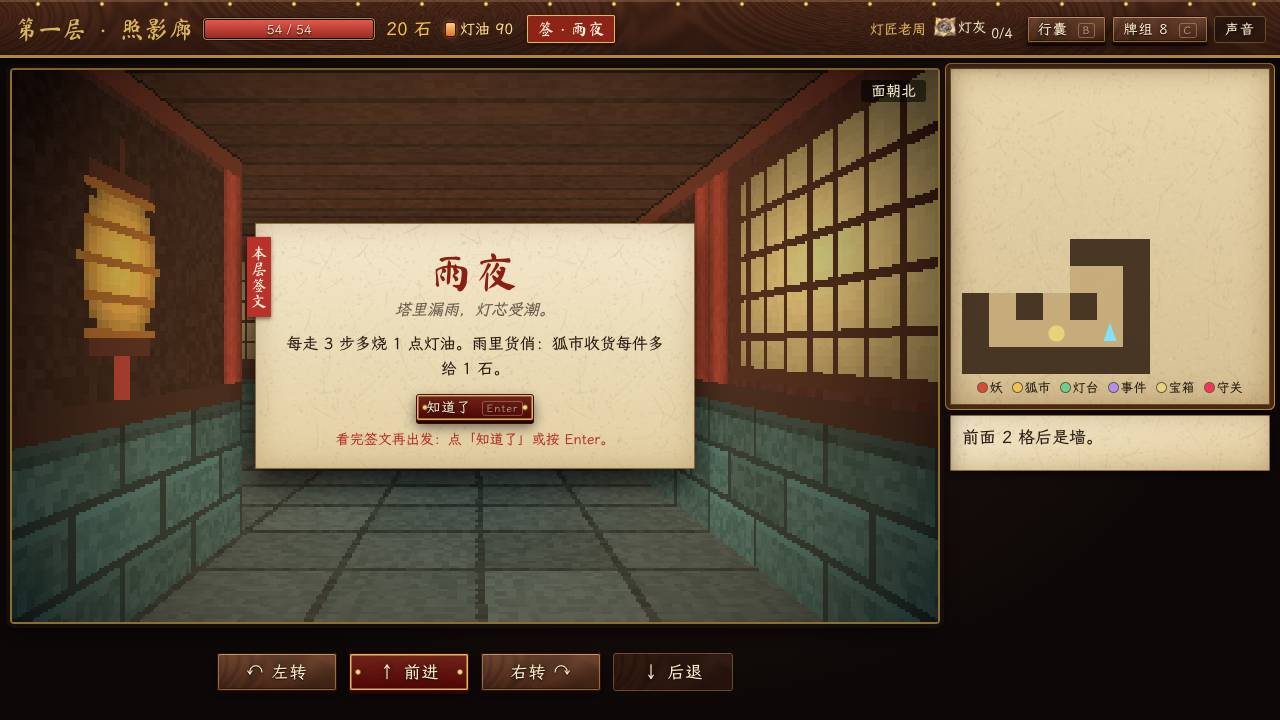 第一层 · 照影廊
54 / 54
20 石
灯油 90
签 · 雨夜
灯匠老周
灯灰 0/4
行囊 B
牌组 8 C
声音
面朝北
本层签文
雨夜
塔里漏雨，灯芯受潮。
每走 3 步多烧 1 点灯油。雨里货俏：狐市收货每件多
给 1 石。
知道了 Enter
看完签文再出发：点「知道了」或按 Enter。
妖 狐市 灯台 事件 宝箱 守关
前面 2 格后是墙。
↶ 左转
↑ 前进
右转 ↷
↓ 后退